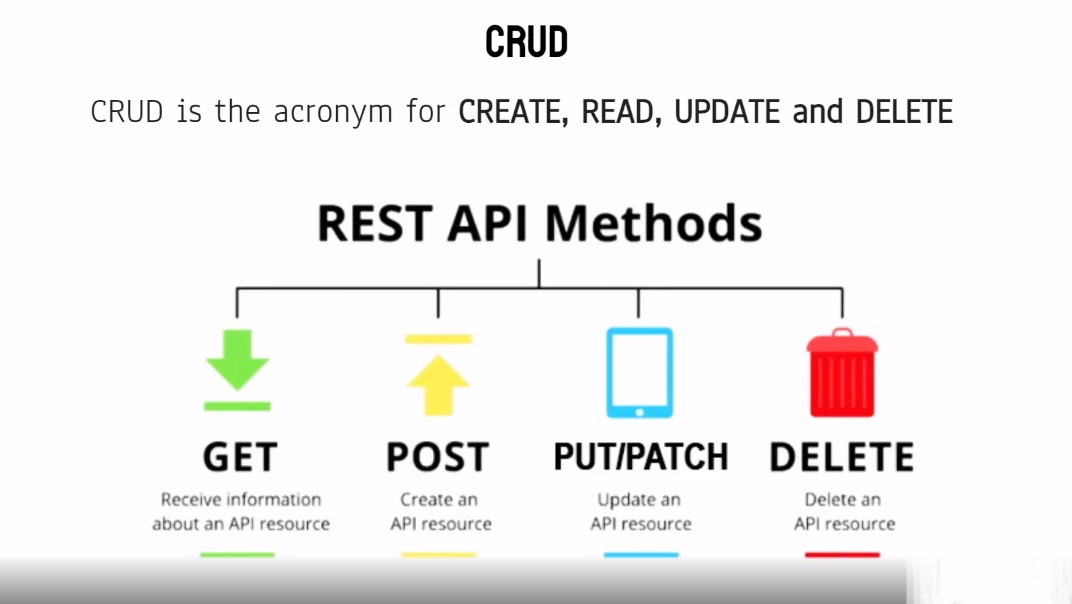 CRUD
CRUD is the acronym for CREATE, READ, UPDATE and DELETE
REST API Methods
GET
Receive information
about an API resource
POST
Create an
API resource
PUT/PATCH
Update an
API resource
DELETE
Delete an
API resource